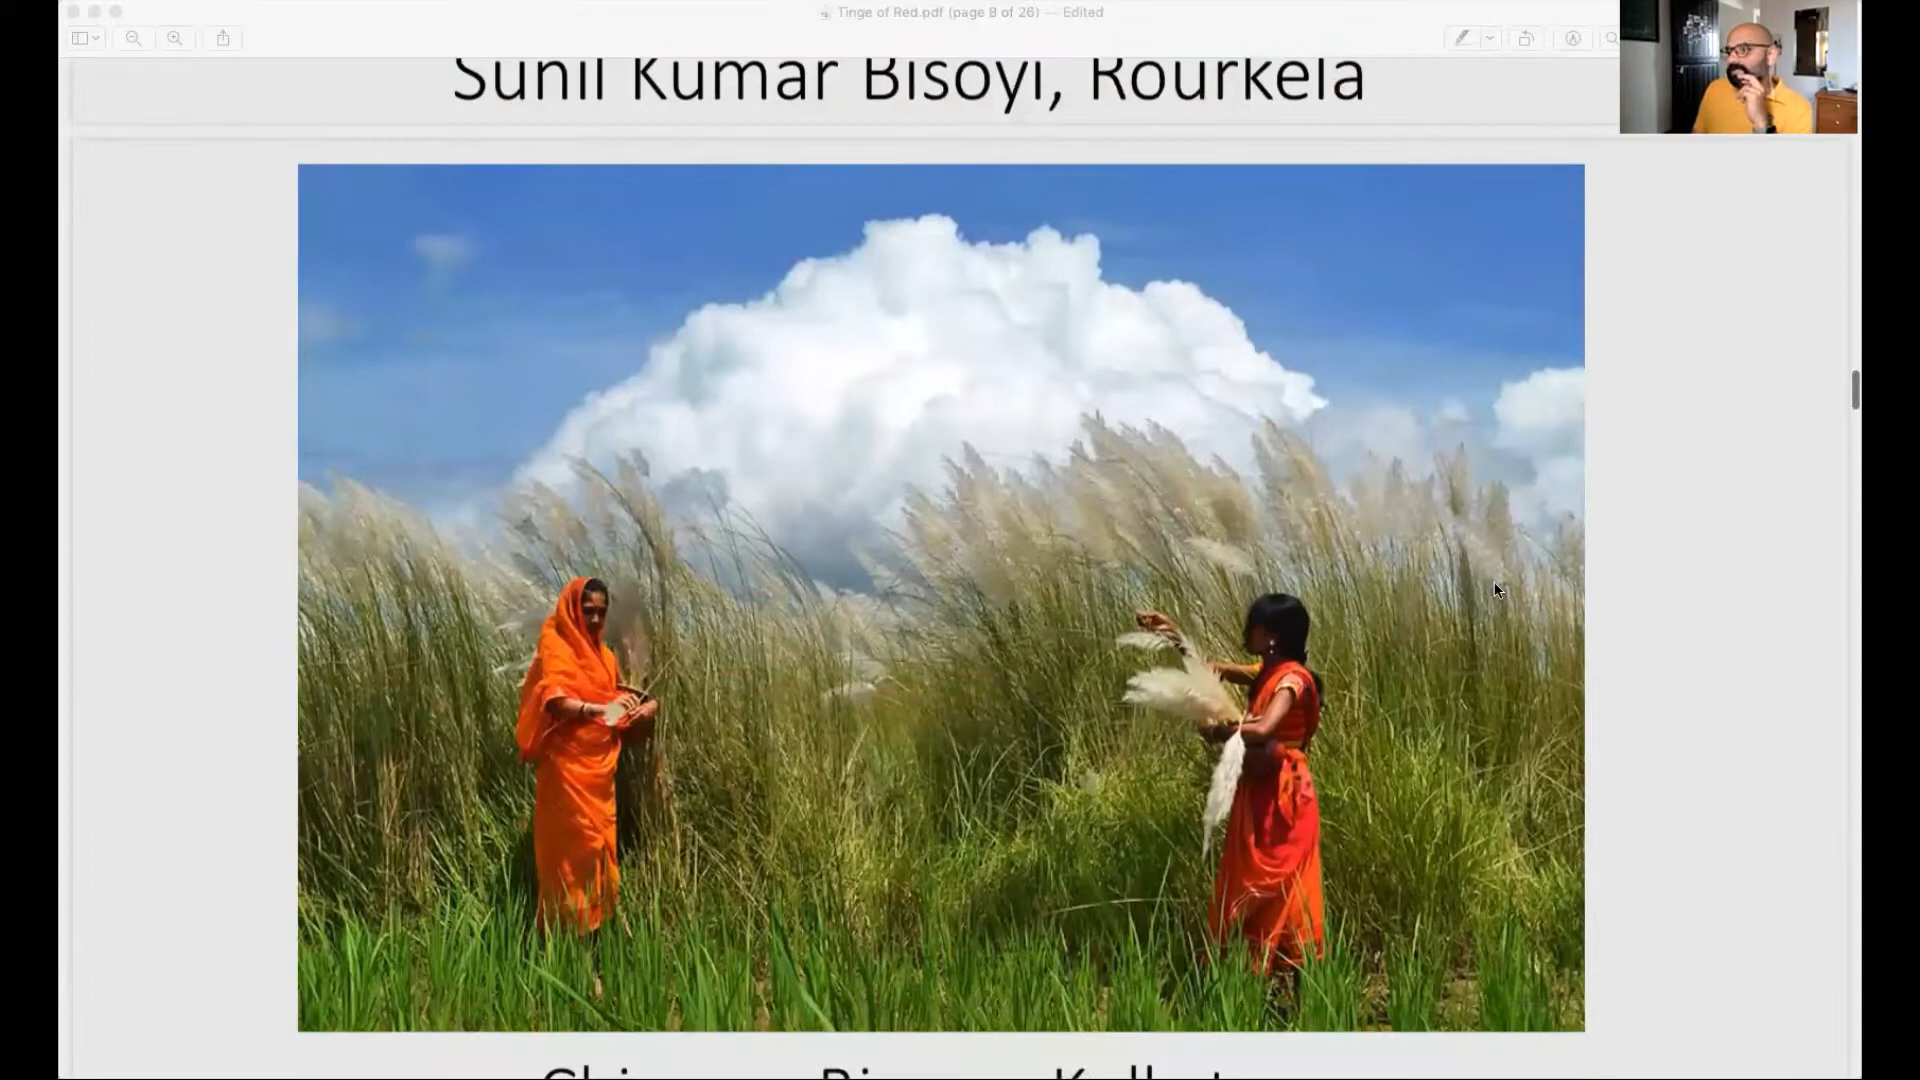 Tinge of Red.pdf (page 8 of 26) — Edited
Sunil Kumar Bisoyi, Rourkela